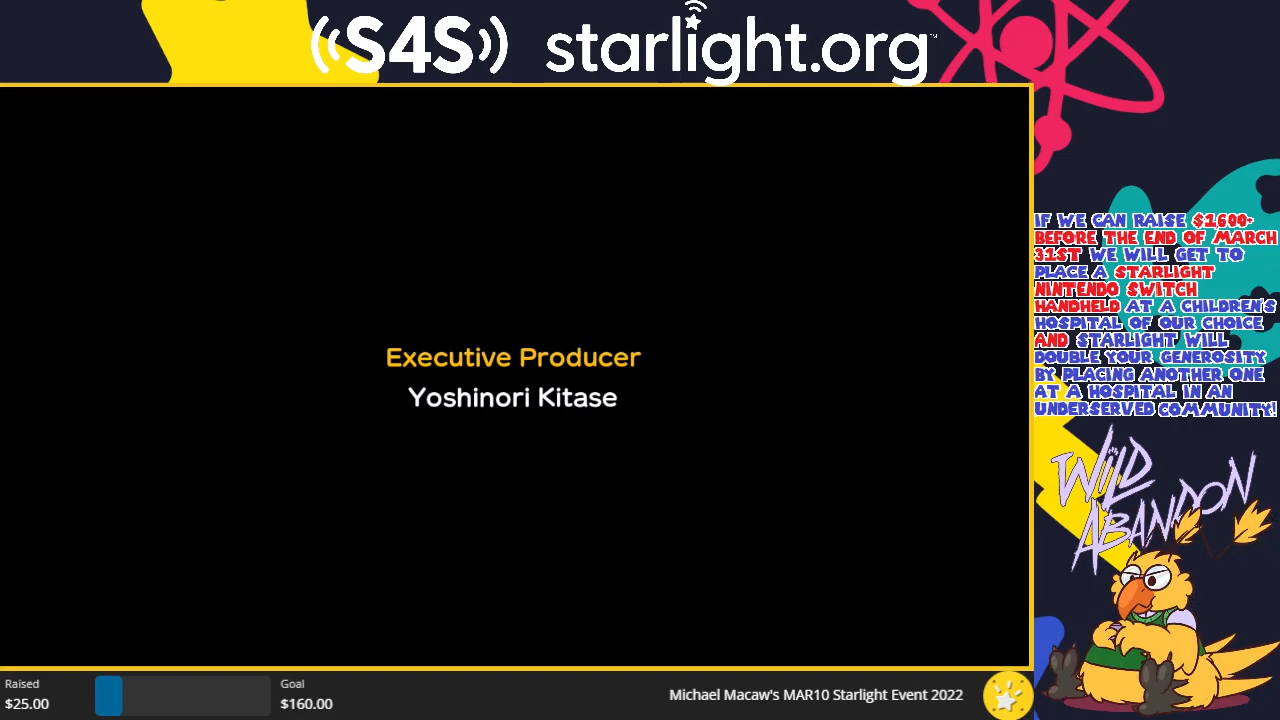 ((S4S)) starlight.org™
Executive Producer
Yoshinori Kitase
IF WE CAN RAISE $1600
BEFORE THE END OF MARCH
31ST WE WILL GET TO
PLACE A STARLIGHT
NINTENDO SWITCH
HANDHELD AT A CHILDREN'S
HOSPITAL OF OUR CHOICE
AND STARLIGHT WILL
DOUBLE YOUR GENEROSITY
BY PLACING ANOTHER ONE
AT A HOSPITAL IN AN
UNDERSERVED COMMUNITY!
WILD
ABANDON
Raised
$25.00
Goal
$160.00
Michael Macaw's MAR10 Starlight Event 2022